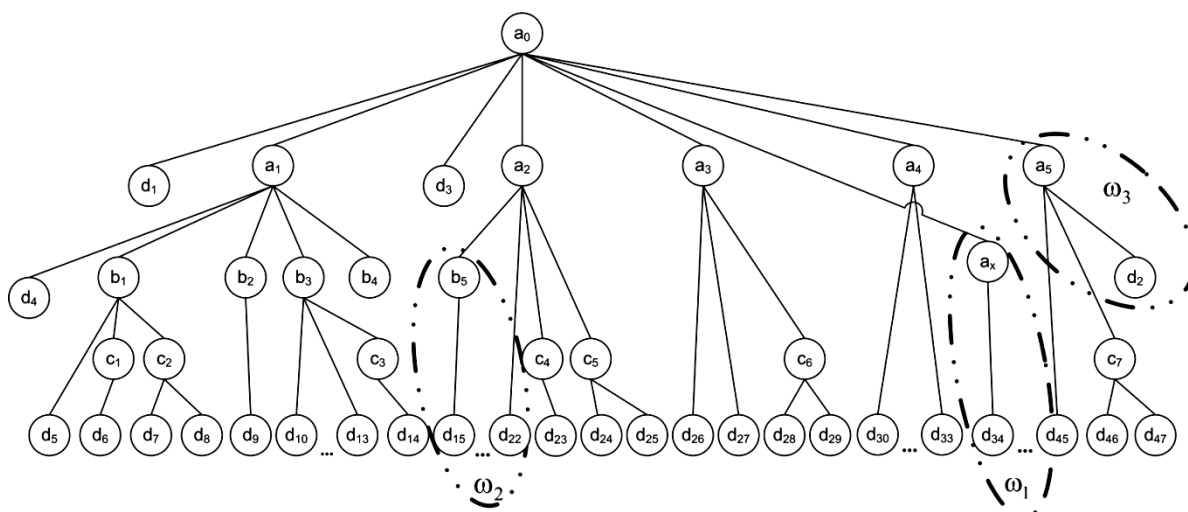 a₀
d₁ a₁ d₃ a₂ a₃ a₄ a₅
ω₃
d₄ b₁ b₂ b₃ b₄ b₅ aₓ d₂
c₁ c₂ c₃ c₄ c₅ c₆ c₇
d₅ d₆ d₇ d₈ d₉ d₁₀ ... d₁₃ d₁₄ d₁₅ ... d₂₂ d₂₃ d₂₄ d₂₅ d₂₆ d₂₇ d₂₈ d₂₉ d₃₀ ... d₃₃ d₃₄ ... d₄₅ d₄₆ d₄₇
ω₂ ω₁